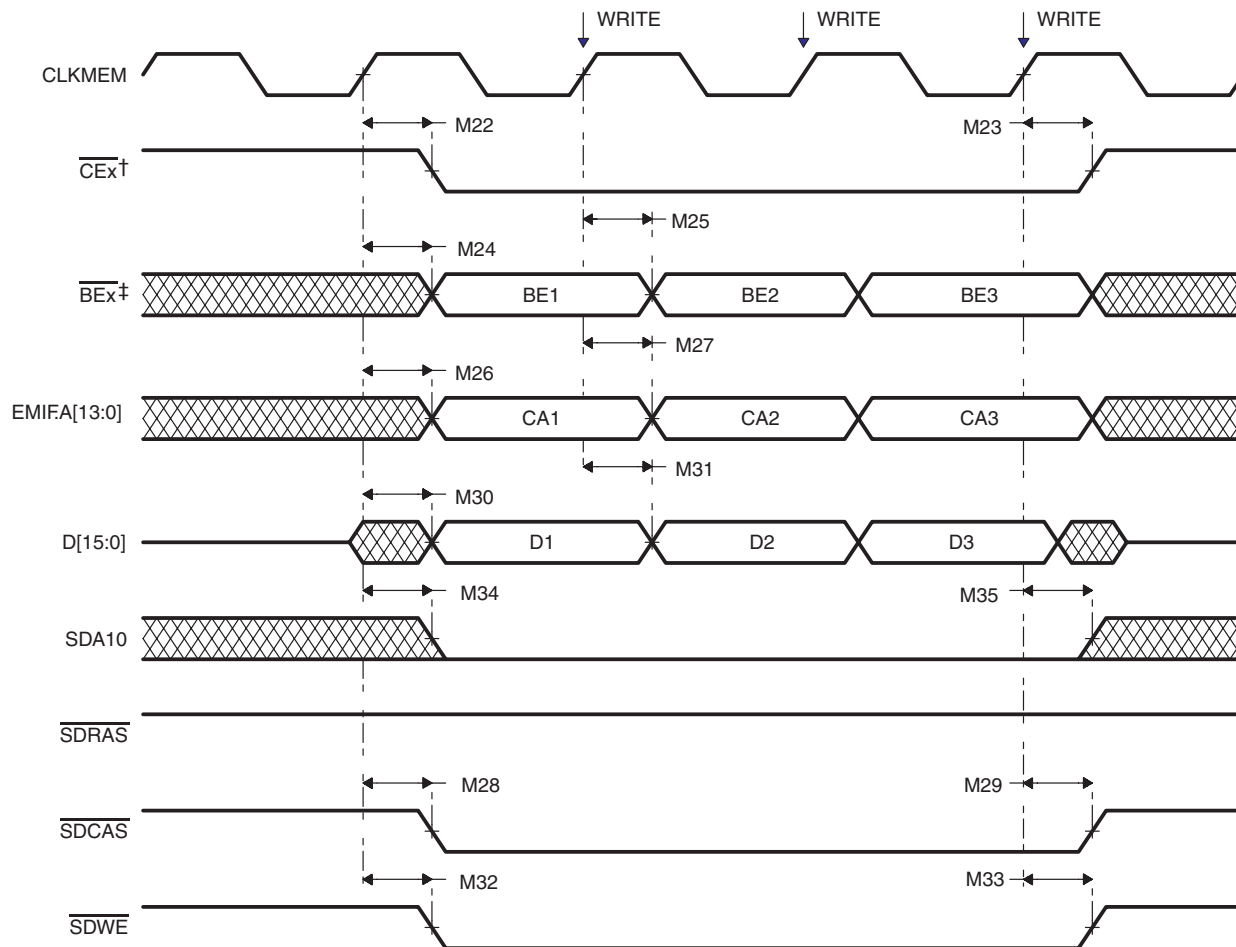 WRITE WRITE WRITE
CLKMEM
M22 M23
CEx†
M25
M24
BEx‡ BE1 BE2 BE3
M27
M26
EMIF.A[13:0] CA1 CA2 CA3
M31
M30
D[15:0] D1 D2 D3
M34 M35
SDA10
SDRAS
M28 M29
SDCAS
M32 M33
SDWE